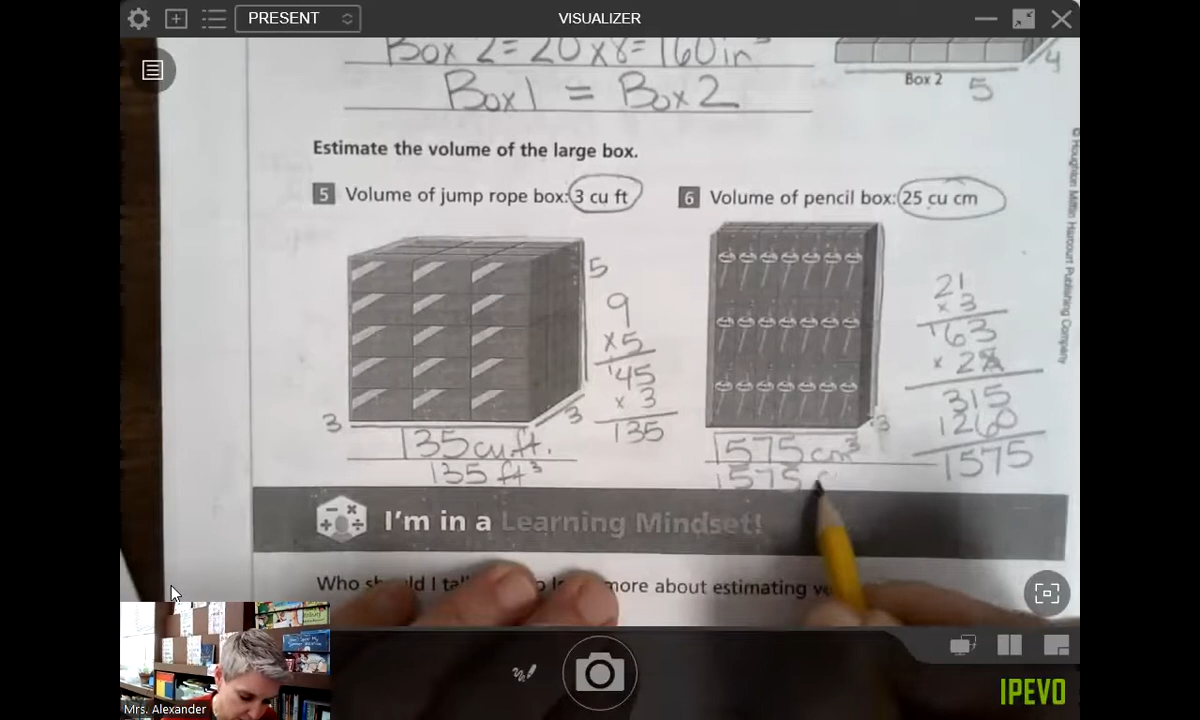 PRESENT
VISUALIZER
Box 2 = 20 x 8 = 160 in
4
Box 2
5
Box 1 = Box 2
Estimate the volume of the large box.
5 Volume of jump rope box: 3 cu ft
6 Volume of pencil box: 25 cu cm
5
9
x 5
45
x 3
135
3
3
135 cu ft.
135 ft³
21
x 3
63
x 25
315
1260
1575
3
1575 cm³
1575 c
© Houghton Mifflin Harcourt Publishing Company
I'm in a Learning Mindset!
Who more about estimating
Mrs. Alexander
IPEVO